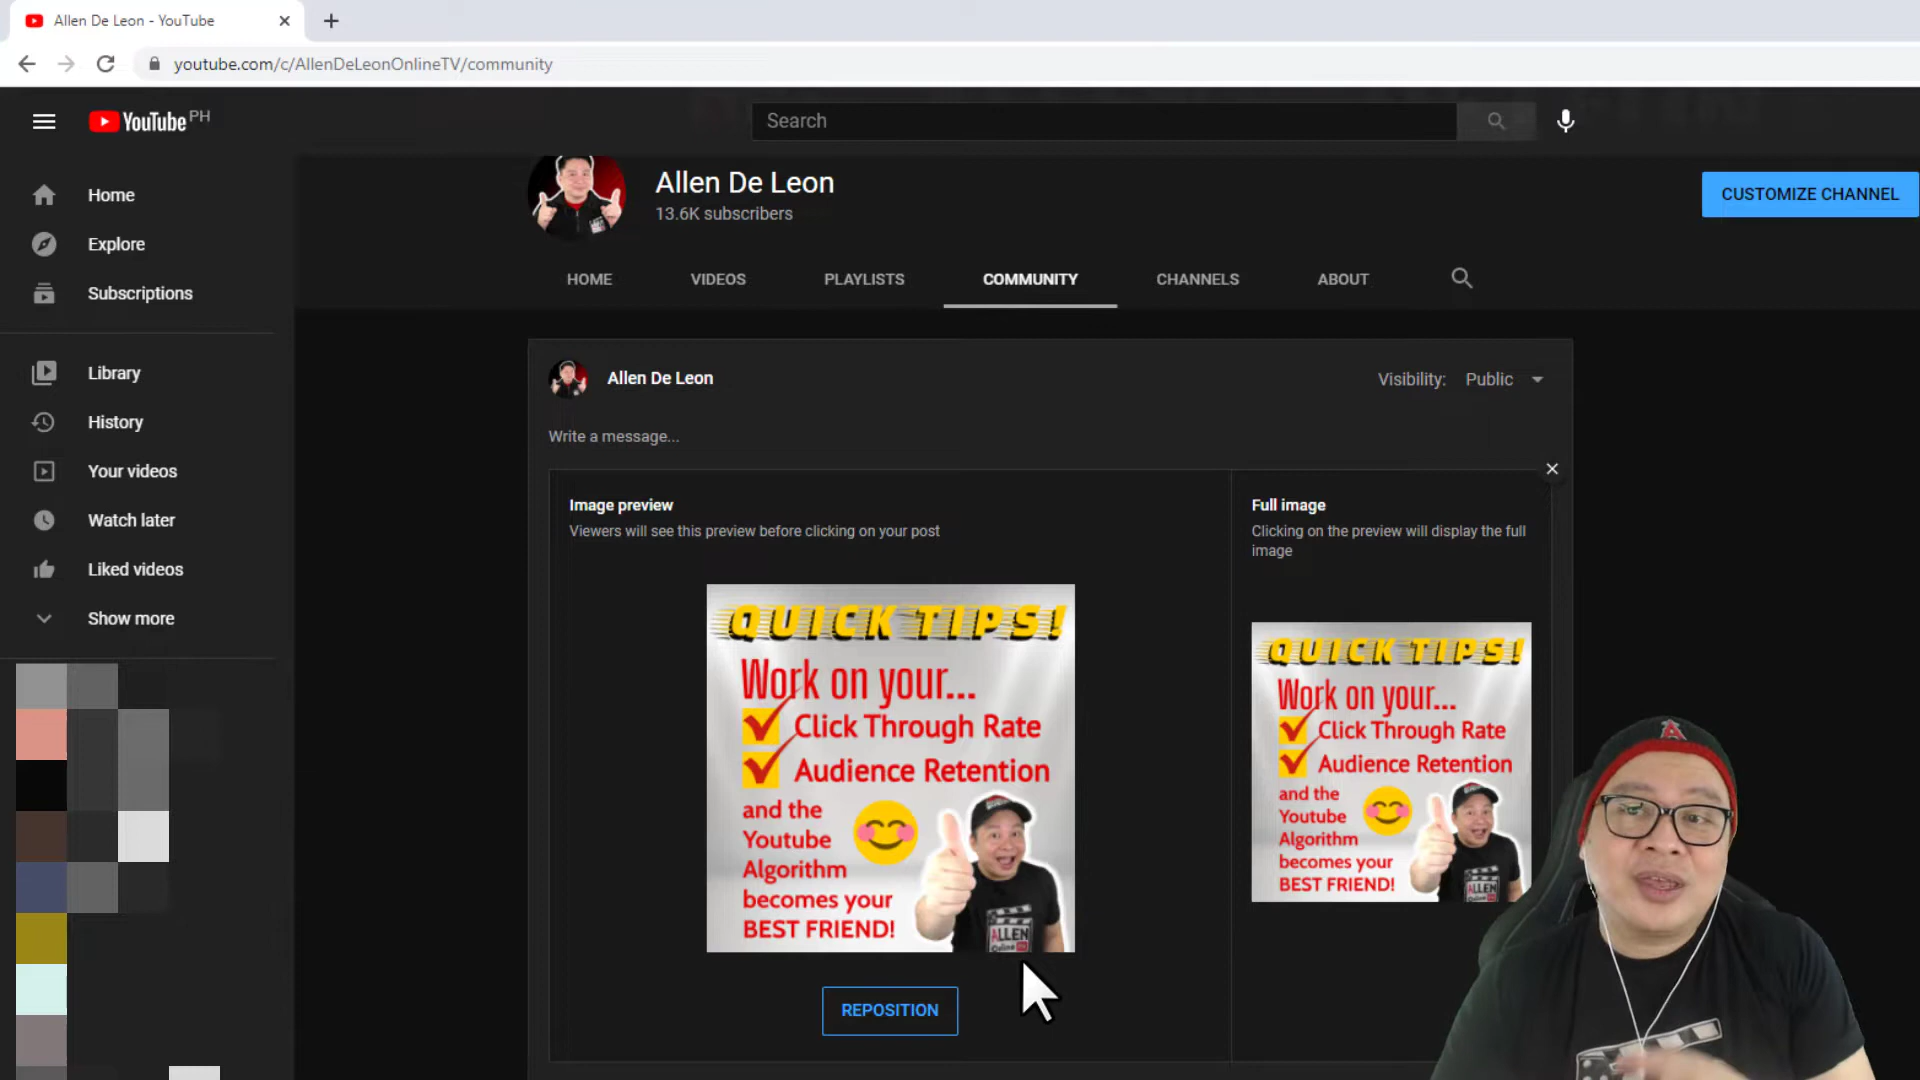 Allen De Leon - YouTube
youtube.com/c/AllenDeLeonOnlineTV/community
YouTube PH
Search
Home
Explore
Subscriptions
Library
History
Your videos
Watch later
Liked videos
Show more
Allen De Leon
13.6K subscribers
CUSTOMIZE CHANNEL
HOME
VIDEOS
PLAYLISTS
COMMUNITY
CHANNELS
ABOUT
Allen De Leon
Visibility: Public
Write a message...
Image preview
Viewers will see this preview before clicking on your post
QUICK TIPS!
Work on your...
Click Through Rate
Audience Retention
and the
Youtube
Algorithm
becomes your
BEST FRIEND!
ALLEN
Online
REPOSITION
Full image
Clicking on the preview will display the full
image
QUICK TIPS!
Work on your...
Click Through Rate
Audience Retention
and the
Youtube
Algorithm
becomes your
BEST FRIEND!
ALLEN
A